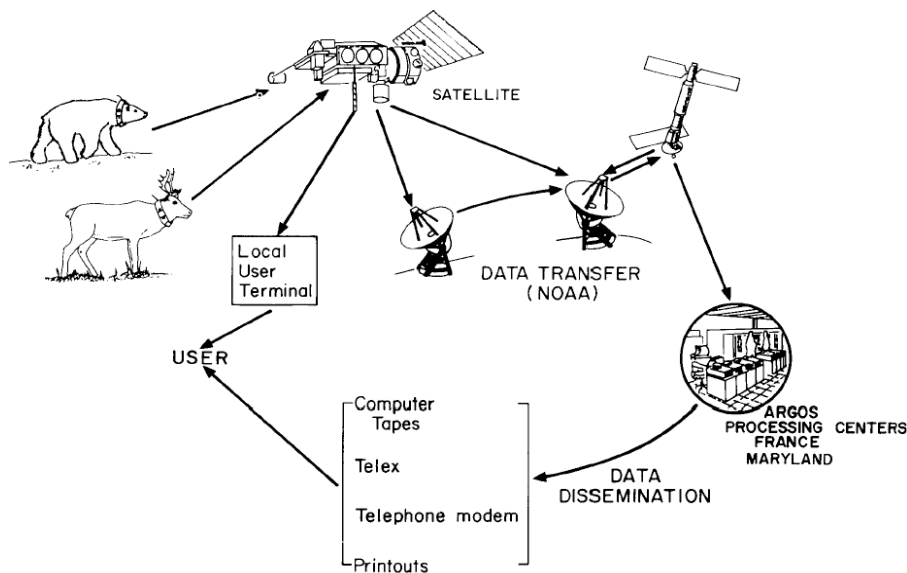 SATELLITE
Local
User
Terminal
DATA TRANSFER
(NOAA)
USER
Computer
Tapes
Telex
Telephone modem
Printouts
ARGOS
PROCESSING CENTERS
FRANCE
MARYLAND
DATA
DISSEMINATION